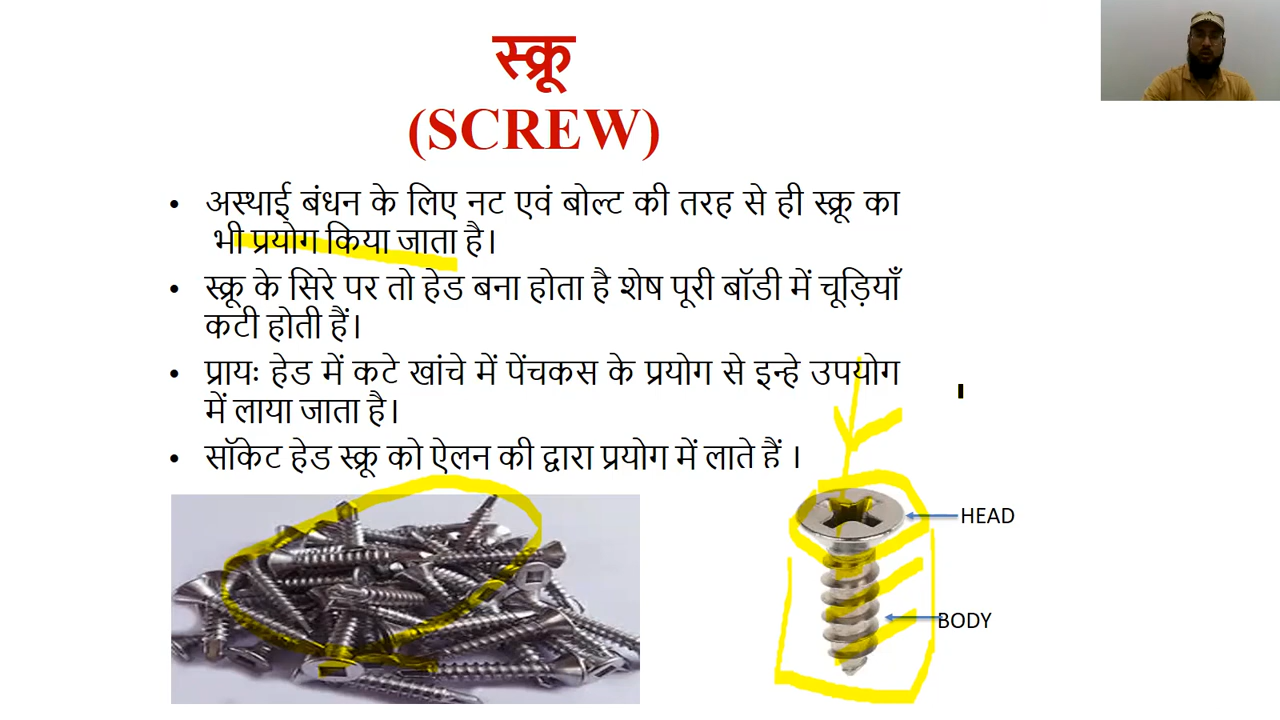 स्क्रू
(SCREW)
• अस्थाई बंधन के लिए नट एवं बोल्ट की तरह से ही स्क्रू का
भी प्रयोग किया जाता है।
• स्क्रू के सिरे पर तो हेड बना होता है शेष पूरी बॉडी में चूड़ियाँ
कटी होती हैं।
• प्रायः हेड में कटे खांचे में पेंचकस के प्रयोग से इन्हे उपयोग
में लाया जाता है।
• सॉकेट हेड स्क्रू को ऐलन की द्वारा प्रयोग में लाते हैं ।
HEAD
BODY